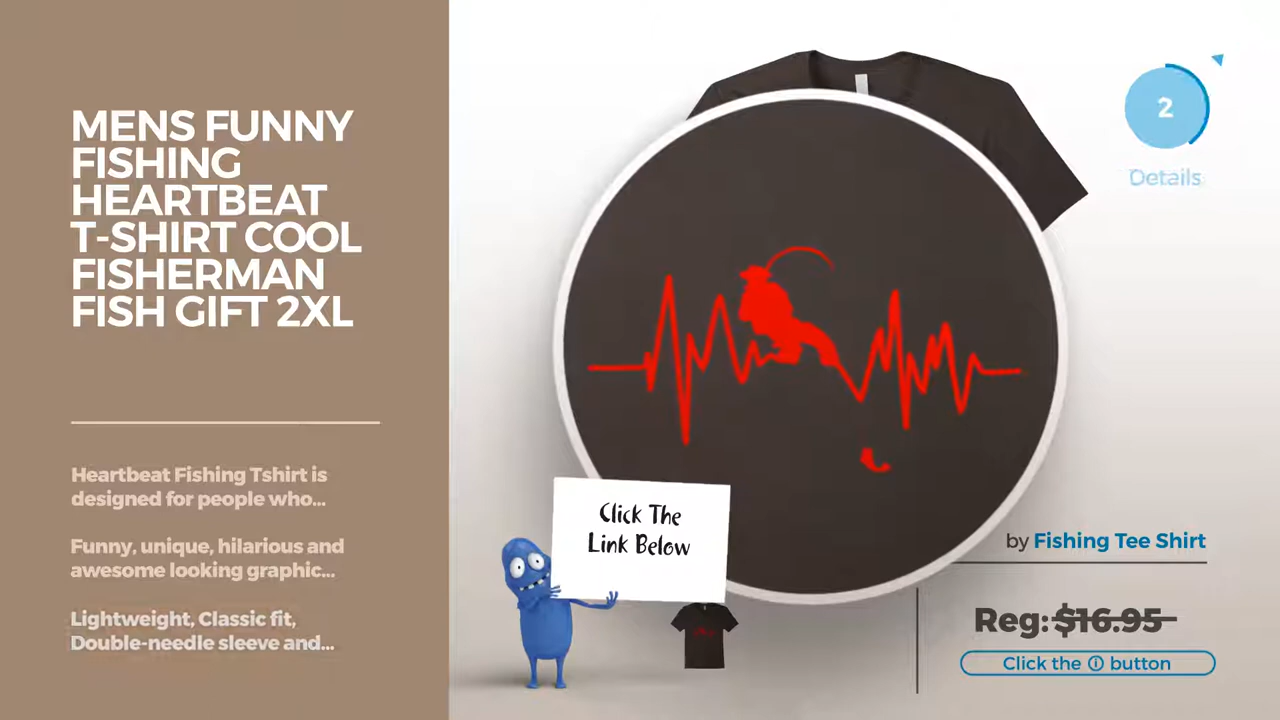 MENS FUNNY
FISHING
HEARTBEAT
T-SHIRT COOL
FISHERMAN
FISH GIFT 2XL
Heartbeat Fishing Tshirt is
designed for people who...
Funny, unique, hilarious and
awesome looking graphic...
Lightweight, Classic fit,
Double-needle sleeve and...
2
Details
Click The
Link Below
by Fishing Tee Shirt
Reg: $16.95
Click the ⓘ button